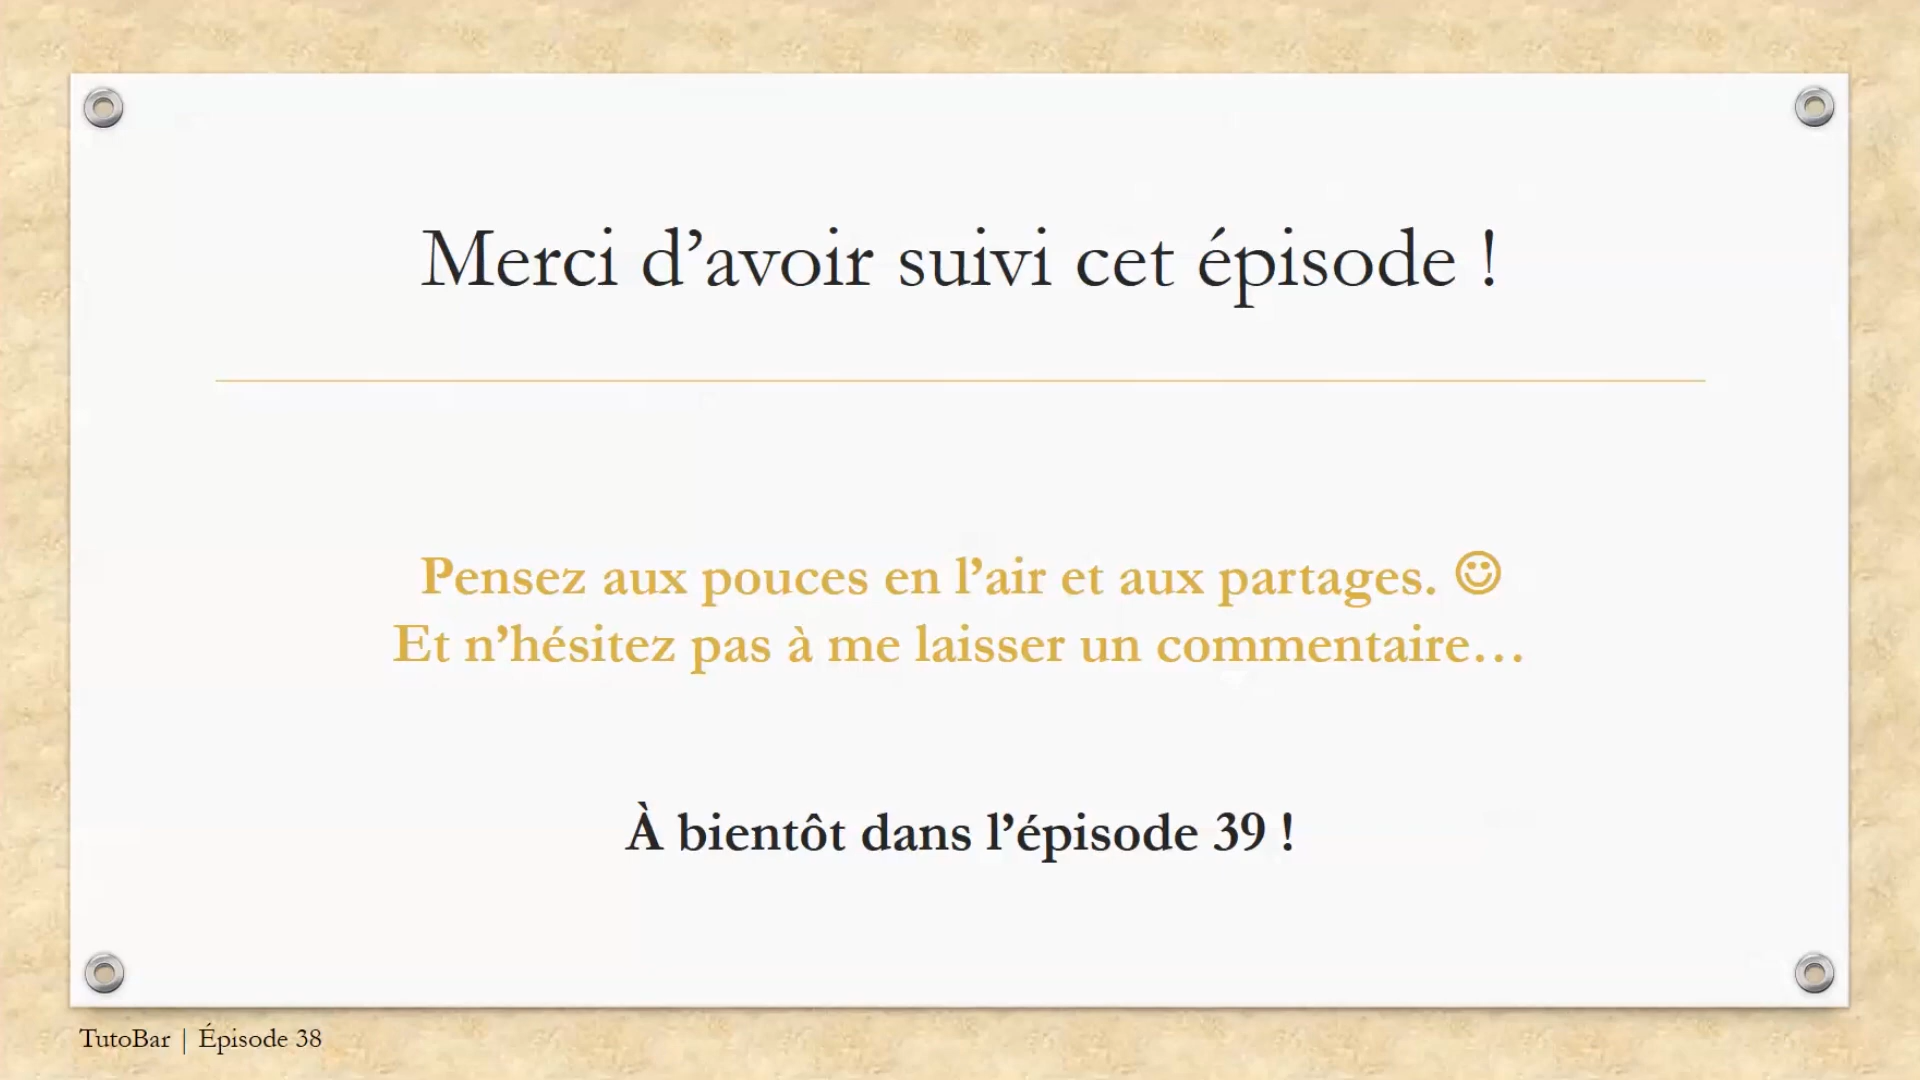 Merci d’avoir suivi cet épisode !
Pensez aux pouces en l’air et aux partages. ☺
Et n’hésitez pas à me laisser un commentaire…
À bientôt dans l’épisode 39 !
TutoBar | Épisode 38